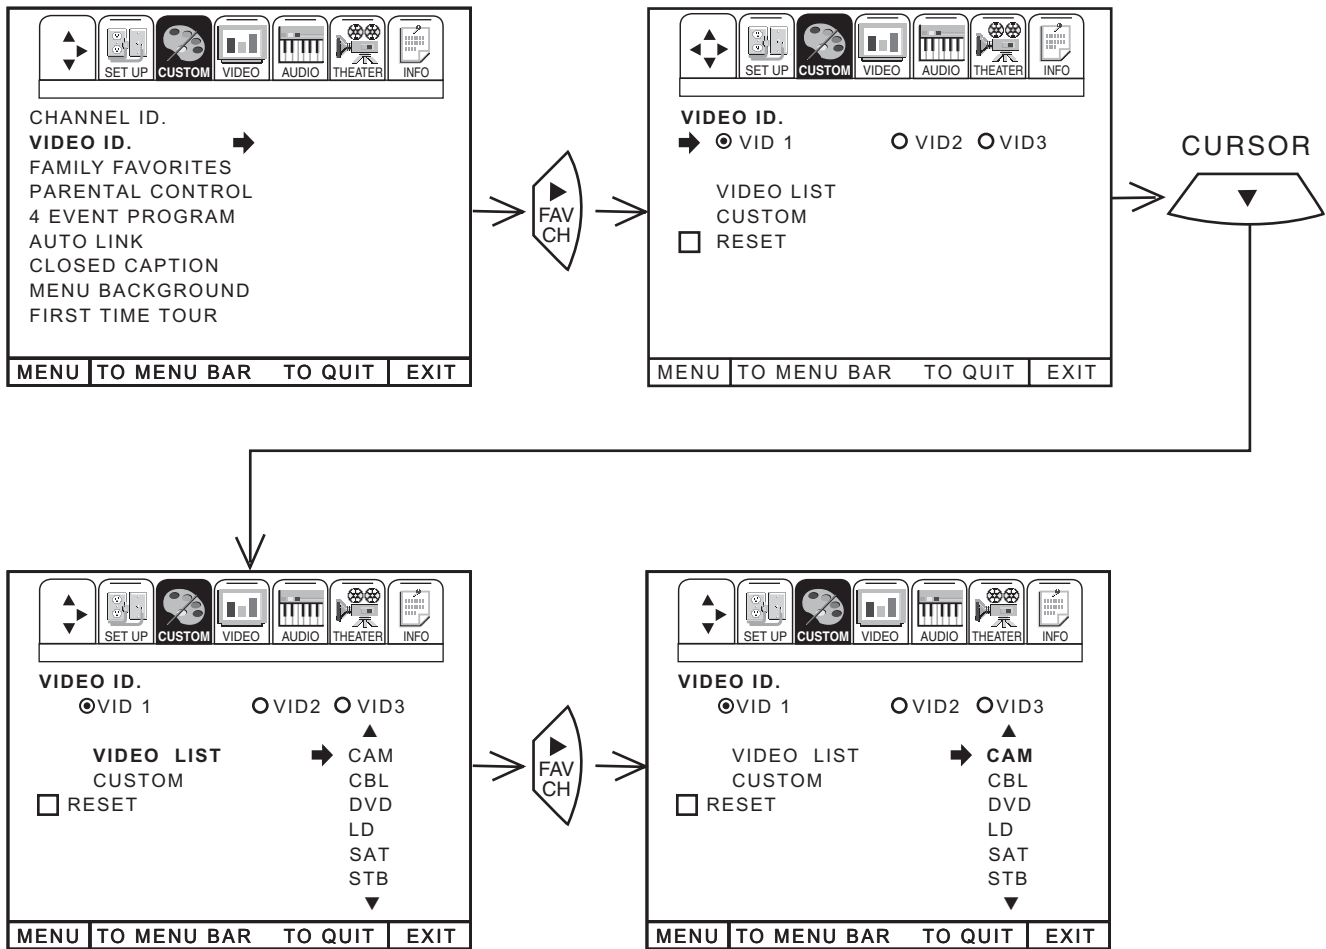 SET UP CUSTOM VIDEO AUDIO THEATER INFO
CHANNEL ID.
VIDEO ID.
FAMILY FAVORITES
PARENTAL CONTROL
4 EVENT PROGRAM
AUTO LINK
CLOSED CAPTION
MENU BACKGROUND
FIRST TIME TOUR
MENU TO MENU BAR TO QUIT EXIT
FAV
CH
SET UP CUSTOM VIDEO AUDIO THEATER INFO
VIDEO ID.
VID 1 VID2 VID3
VIDEO LIST
CUSTOM
RESET
MENU TO MENU BAR TO QUIT EXIT
CURSOR
SET UP CUSTOM VIDEO AUDIO THEATER INFO
VIDEO ID.
VID 1 VID2 VID3
VIDEO LIST CAM
CUSTOM CBL
RESET DVD
LD
SAT
STB
MENU TO MENU BAR TO QUIT EXIT
FAV
CH
SET UP CUSTOM VIDEO AUDIO THEATER INFO
VIDEO ID.
VID 1 VID2 VID3
VIDEO LIST CAM
CUSTOM CBL
RESET DVD
LD
SAT
STB
MENU TO MENU BAR TO QUIT EXIT